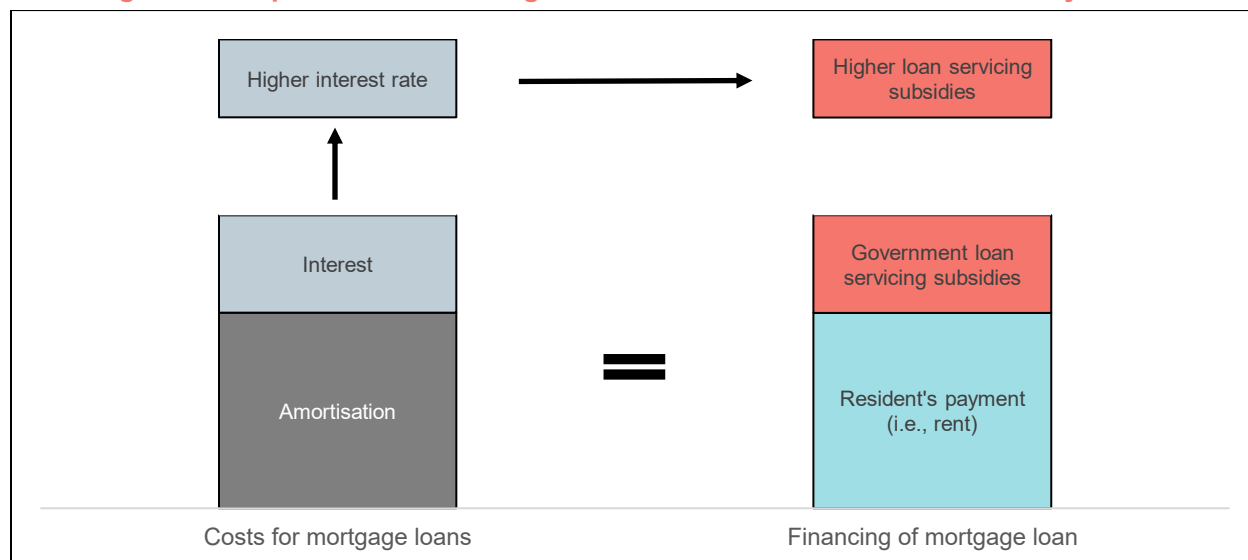 Higher interest rate
Higher loan servicing
subsidies
Interest
Government loan
servicing subsidies
Amortisation
Resident's payment
(i.e., rent)
Costs for mortgage loans
Financing of mortgage loan